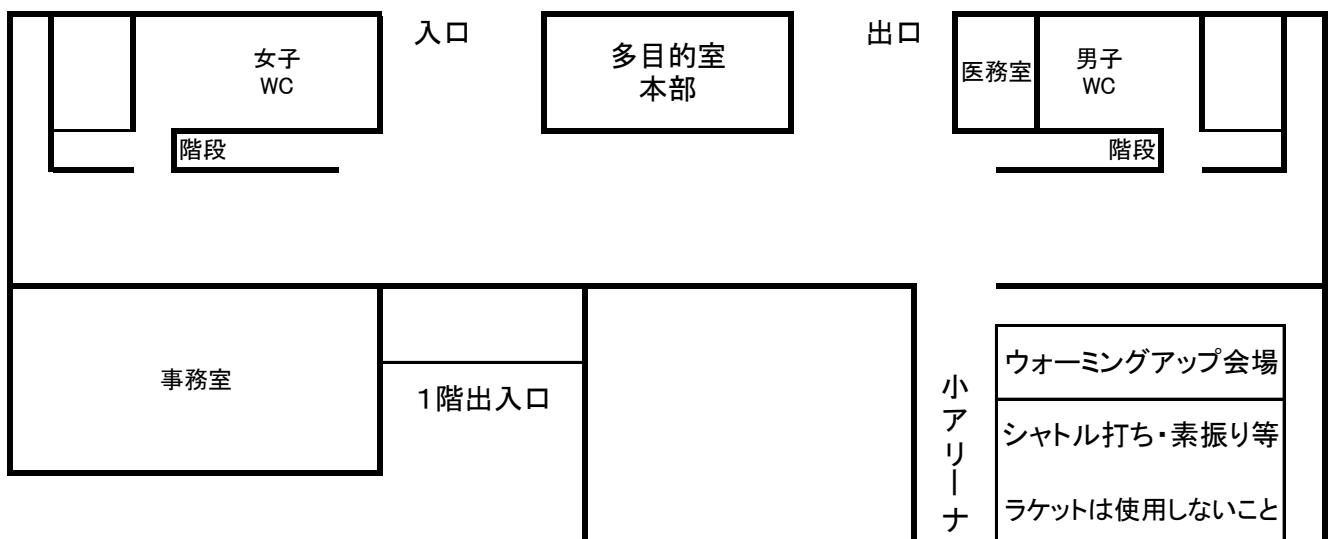 入口
出口
女子
WC
多目的室
本部
医務室
男子
WC
階段
階段
事務室
1階出入口
小アリーナ
ウォーミングアップ会場
シャトル打ち・素振り等
ラケットは使用しないこと